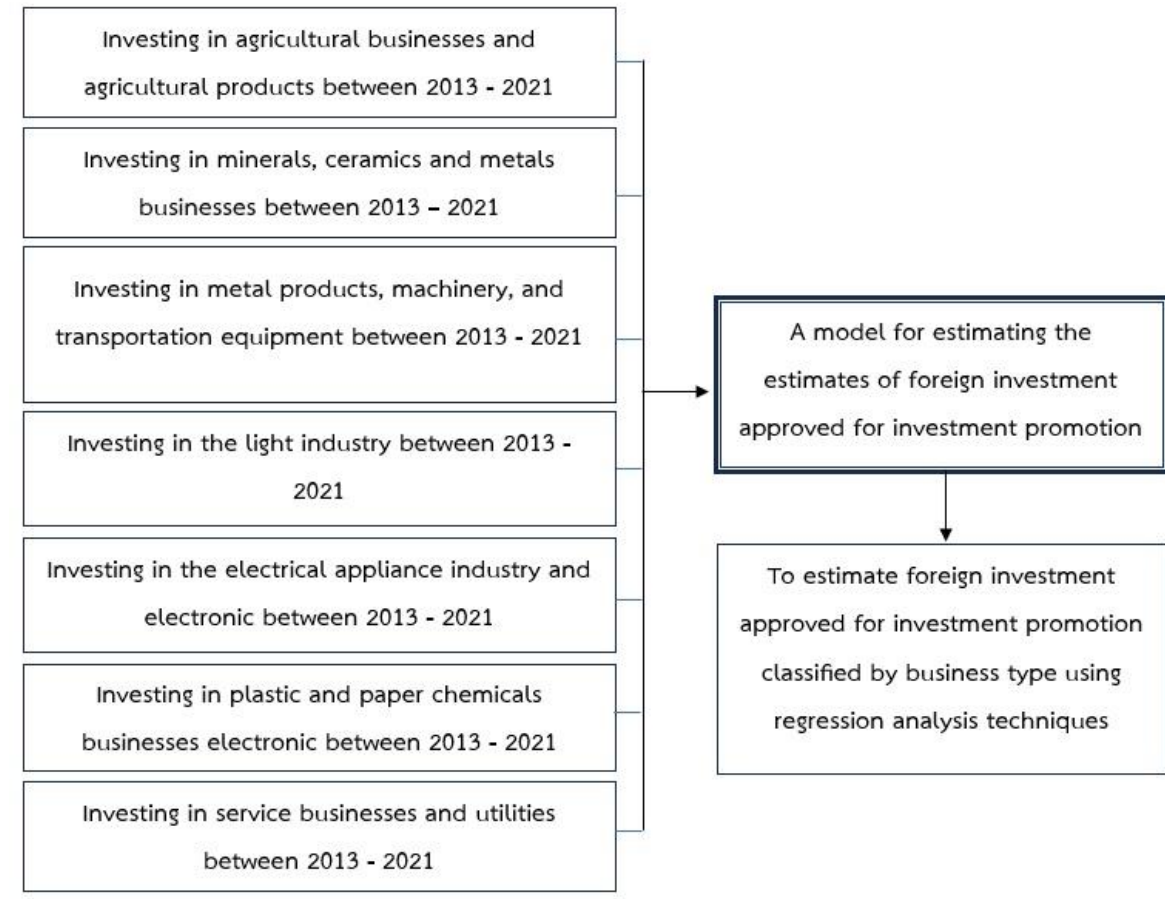 Investing in agricultural businesses and
agricultural products between 2013 - 2021
Investing in minerals, ceramics and metals
businesses between 2013 – 2021
Investing in metal products, machinery, and
transportation equipment between 2013 - 2021
Investing in the light industry between 2013 -
2021
Investing in the electrical appliance industry and
electronic between 2013 - 2021
Investing in plastic and paper chemicals
businesses electronic between 2013 - 2021
Investing in service businesses and utilities
between 2013 - 2021
A model for estimating the
estimates of foreign investment
approved for investment promotion
To estimate foreign investment
approved for investment promotion
classified by business type using
regression analysis techniques